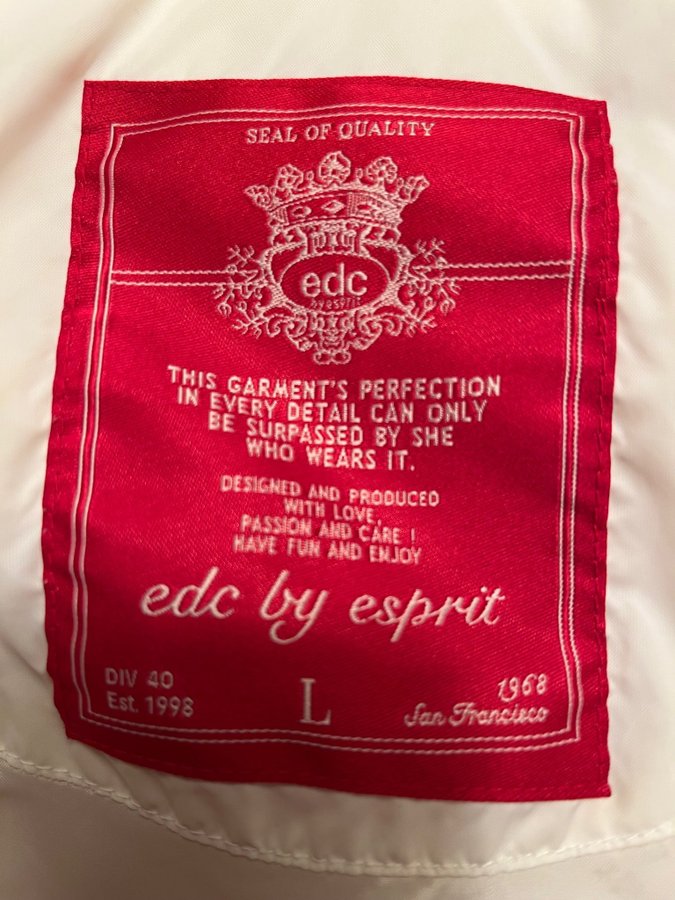 SEAL OF QUALITY
edc
by esprit
THIS GARMENT'S PERFECTION
IN EVERY DETAIL CAN ONLY
BE SURPASSED BY SHE
WHO WEARS IT.
DESIGNED AND PRODUCED
WITH LOVE,
PASSION AND CARE !
HAVE FUN AND ENJOY
edc by esprit
DIV 40
Est. 1998
L
1968
San Francisco